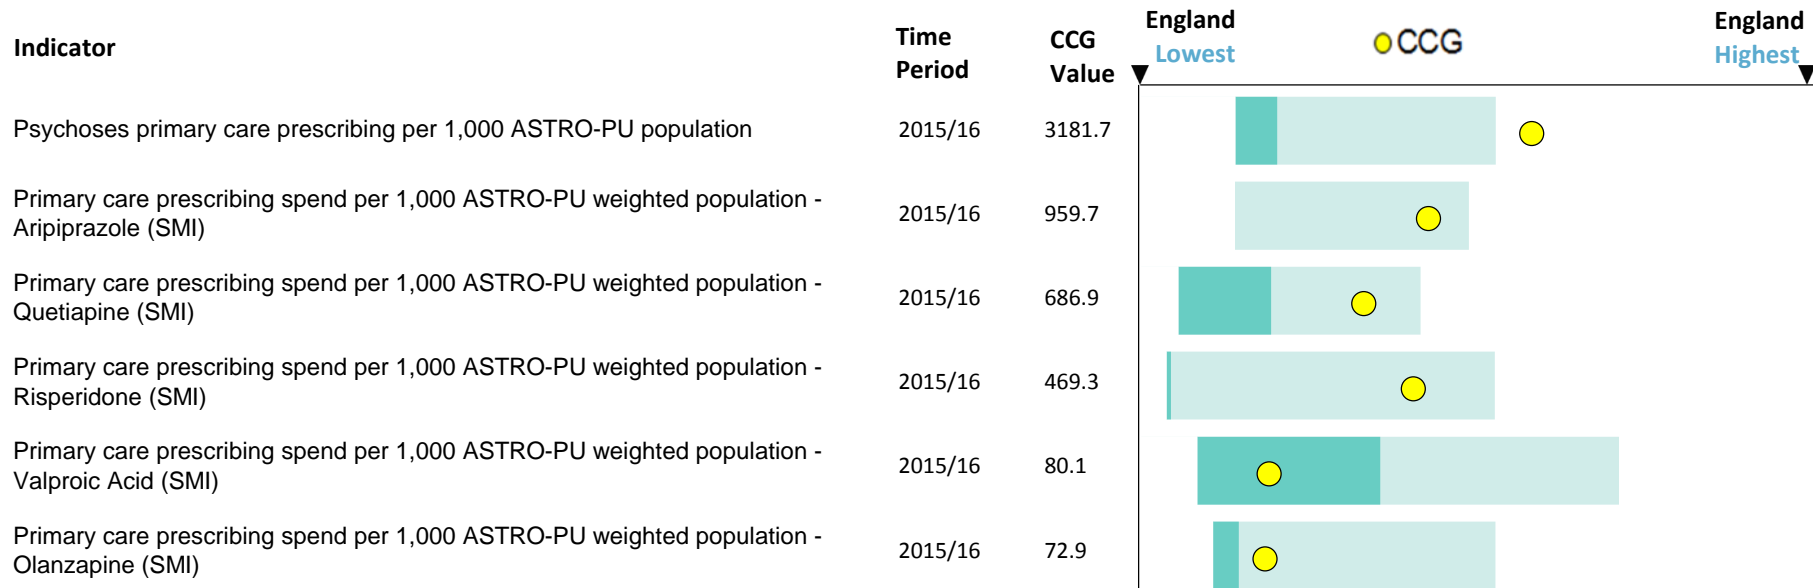 Indicator
Time
Period
CCG
Value
England
Lowest
CCG
England
Highest
Psychoses primary care prescribing per 1,000 ASTRO-PU population
2015/16
3181.7
Primary care prescribing spend per 1,000 ASTRO-PU weighted population -
Aripiprazole (SMI)
2015/16
959.7
Primary care prescribing spend per 1,000 ASTRO-PU weighted population -
Quetiapine (SMI)
2015/16
686.9
Primary care prescribing spend per 1,000 ASTRO-PU weighted population -
Risperidone (SMI)
2015/16
469.3
Primary care prescribing spend per 1,000 ASTRO-PU weighted population -
Valproic Acid (SMI)
2015/16
80.1
Primary care prescribing spend per 1,000 ASTRO-PU weighted population -
Olanzapine (SMI)
2015/16
72.9